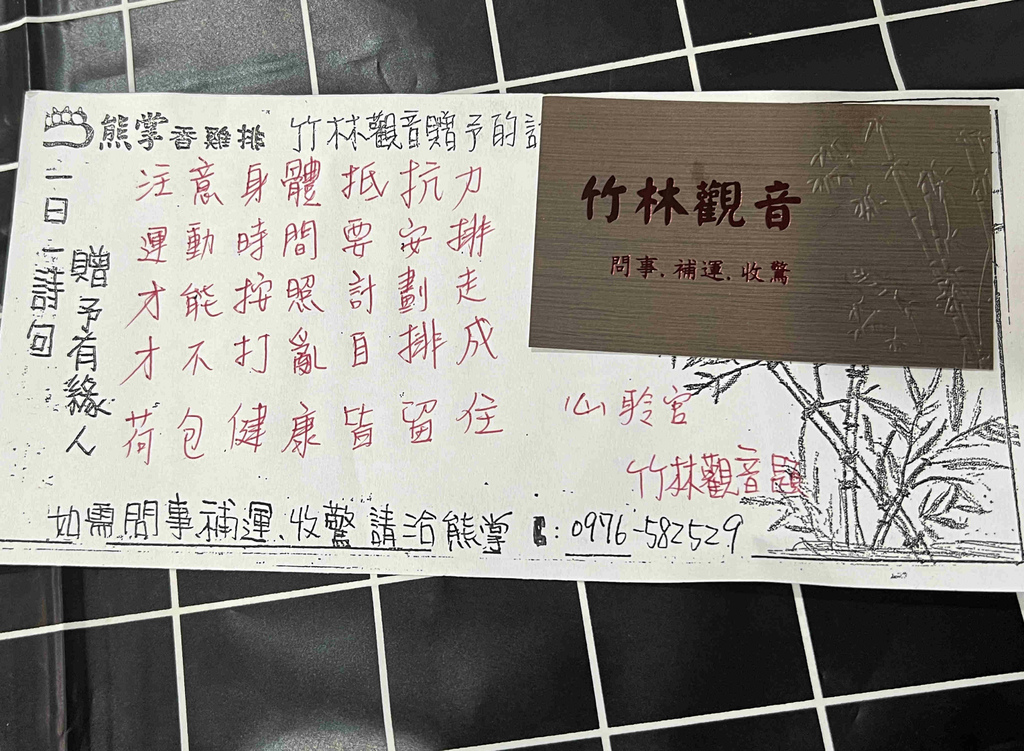 熊掌香雞排 竹林觀音贈予的
一日一詩句
贈予有緣人
注意身體抵抗力
運動時間要安排
才能按照計劃走
才不打亂自排成
荷包健康皆留住
心聆宮
竹林觀音題
如需問事補運、收驚請洽熊掌 : 0976-582529
竹林觀音
問事．補運．收驚